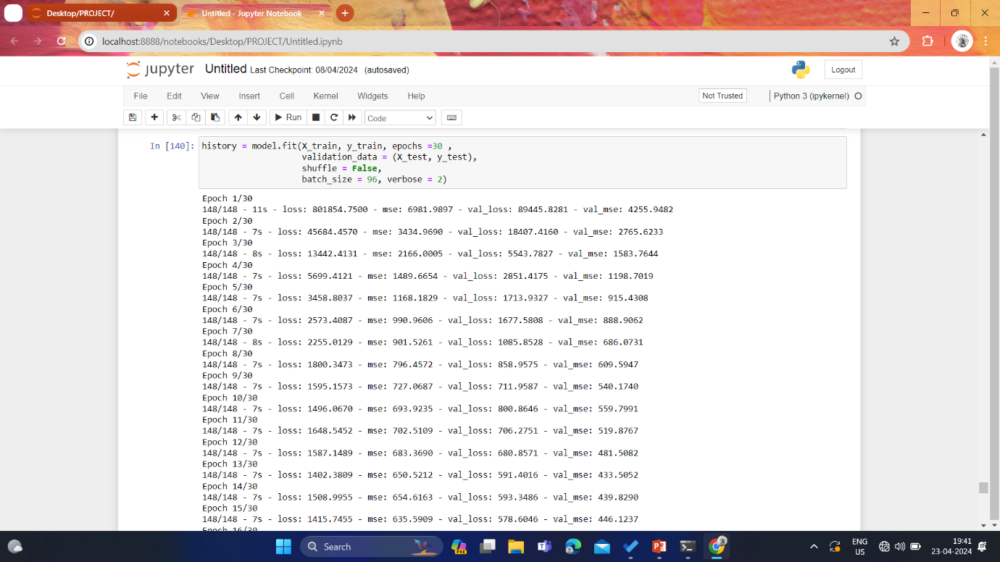 Desktop/PROJECT/
Untitled - Jupyter Notebook
localhost:8888/notebooks/Desktop/PROJECT/Untitled.ipynb
jupyter Untitled Last Checkpoint: 08/04/2024 (autosaved)
Logout
File Edit View Insert Cell Kernel Widgets Help
Not Trusted
Python 3 (ipykernel)
Run
Code
In [140]: history = model.fit(X_train, y_train, epochs =30 ,
validation_data = (X_test, y_test),
shuffle = False,
batch_size = 96, verbose = 2)
Epoch 1/30
148/148 - 11s - loss: 801854.7500 - mse: 6981.9897 - val_loss: 89445.8281 - val_mse: 4255.9482
Epoch 2/30
148/148 - 7s - loss: 45684.4570 - mse: 3434.9690 - val_loss: 18407.4160 - val_mse: 2765.6233
Epoch 3/30
148/148 - 8s - loss: 13442.4131 - mse: 2166.0005 - val_loss: 5543.7827 - val_mse: 1583.7644
Epoch 4/30
148/148 - 7s - loss: 5699.4121 - mse: 1489.6654 - val_loss: 2851.4175 - val_mse: 1198.7019
Epoch 5/30
148/148 - 7s - loss: 3458.8037 - mse: 1168.1829 - val_loss: 1713.9327 - val_mse: 915.4308
Epoch 6/30
148/148 - 7s - loss: 2573.4087 - mse: 990.9606 - val_loss: 1677.5808 - val_mse: 888.9062
Epoch 7/30
148/148 - 8s - loss: 2255.0129 - mse: 901.5261 - val_loss: 1085.8528 - val_mse: 686.0731
Epoch 8/30
148/148 - 7s - loss: 1800.3473 - mse: 796.4572 - val_loss: 858.9575 - val_mse: 609.5947
Epoch 9/30
148/148 - 7s - loss: 1595.1573 - mse: 727.0687 - val_loss: 711.9587 - val_mse: 540.1740
Epoch 10/30
148/148 - 7s - loss: 1496.0670 - mse: 693.9235 - val_loss: 800.8646 - val_mse: 559.7991
Epoch 11/30
148/148 - 7s - loss: 1648.5452 - mse: 702.5109 - val_loss: 706.2751 - val_mse: 519.8767
Epoch 12/30
148/148 - 7s - loss: 1587.1489 - mse: 683.3690 - val_loss: 680.8571 - val_mse: 481.5082
Epoch 13/30
148/148 - 7s - loss: 1402.3809 - mse: 650.5212 - val_loss: 591.4016 - val_mse: 433.5052
Epoch 14/30
148/148 - 7s - loss: 1508.9955 - mse: 654.6163 - val_loss: 593.3486 - val_mse: 439.8290
Epoch 15/30
148/148 - 7s - loss: 1415.7455 - mse: 635.5909 - val_loss: 578.6046 - val_mse: 446.1237
Epoch 16/30
Search
PRE
ENG
US
19:41
23-04-2024